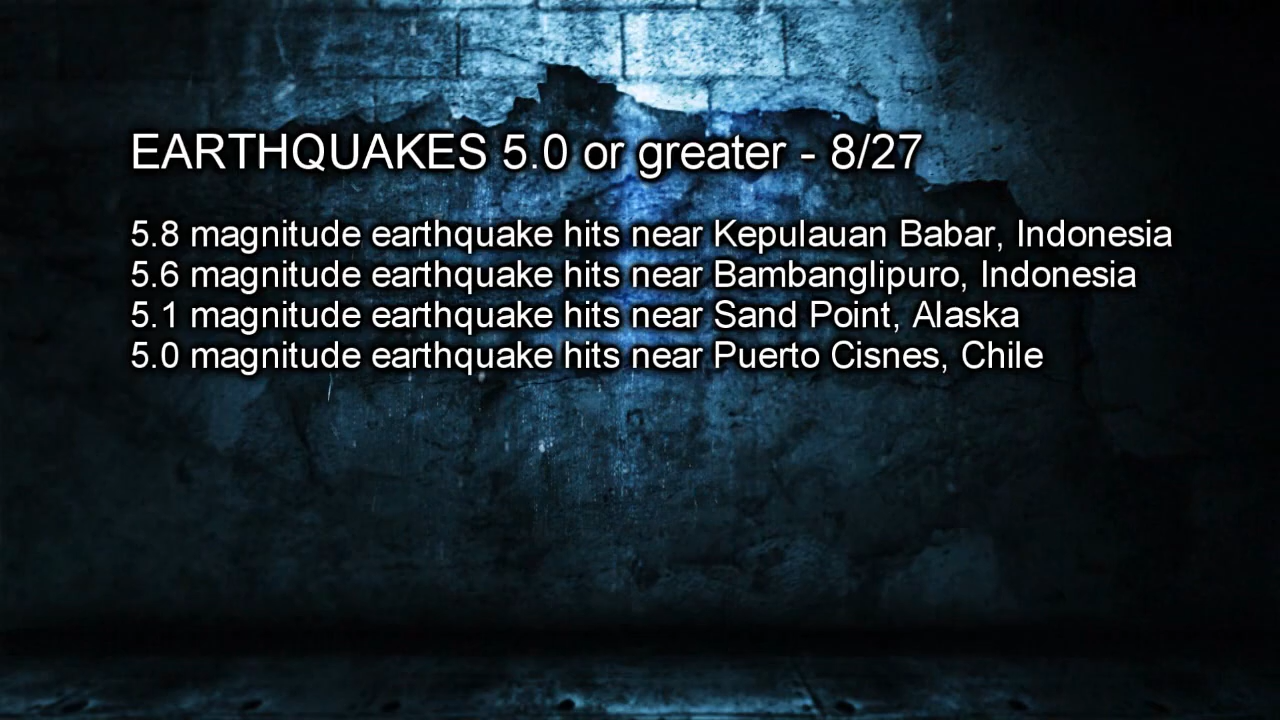 EARTHQUAKES 5.0 or greater - 8/27
5.8 magnitude earthquake hits near Kepulauan Babar, Indonesia
5.6 magnitude earthquake hits near Bambanglipuro, Indonesia
5.1 magnitude earthquake hits near Sand Point, Alaska
5.0 magnitude earthquake hits near Puerto Cisnes, Chile